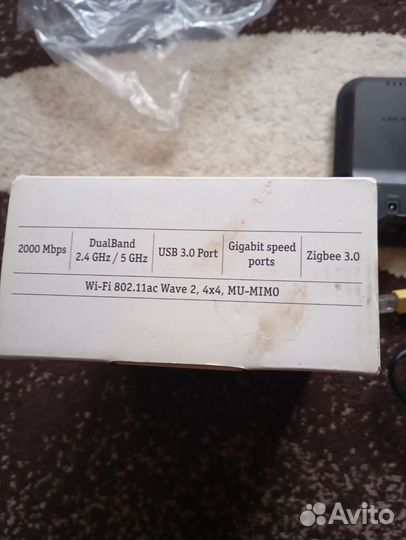 2000 Mbps
DualBand
2.4 GHz / 5 GHz
USB 3.0 Port
Gigabit speed
ports
Zigbee 3.0
Wi-Fi 802.11ac Wave 2, 4x4, MU-MIMO
Avito